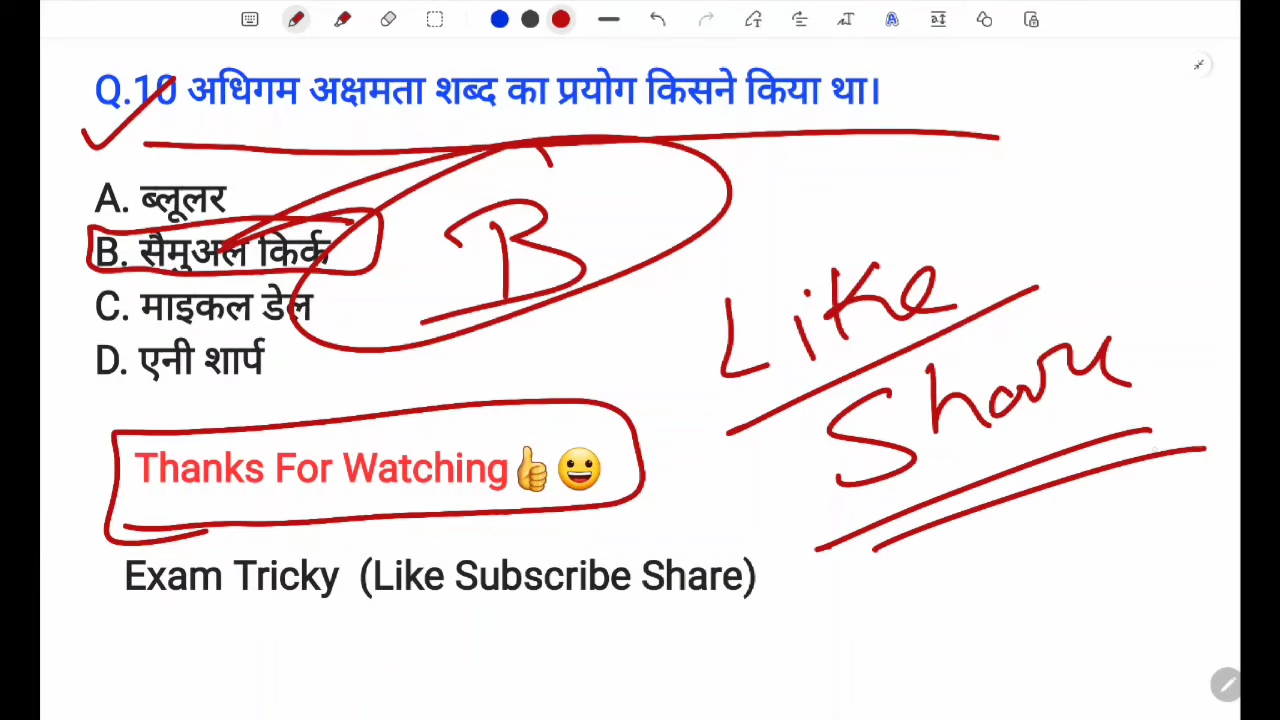 Q.10 अधिगम अक्षमता शब्द का प्रयोग किसने किया था।
A. ब्लूलर
B. सैमुअल किर्क
C. माइकल डेल
D. एनी शार्प
B
Like
Share
Thanks For Watching👍😀
Exam Tricky (Like Subscribe Share)